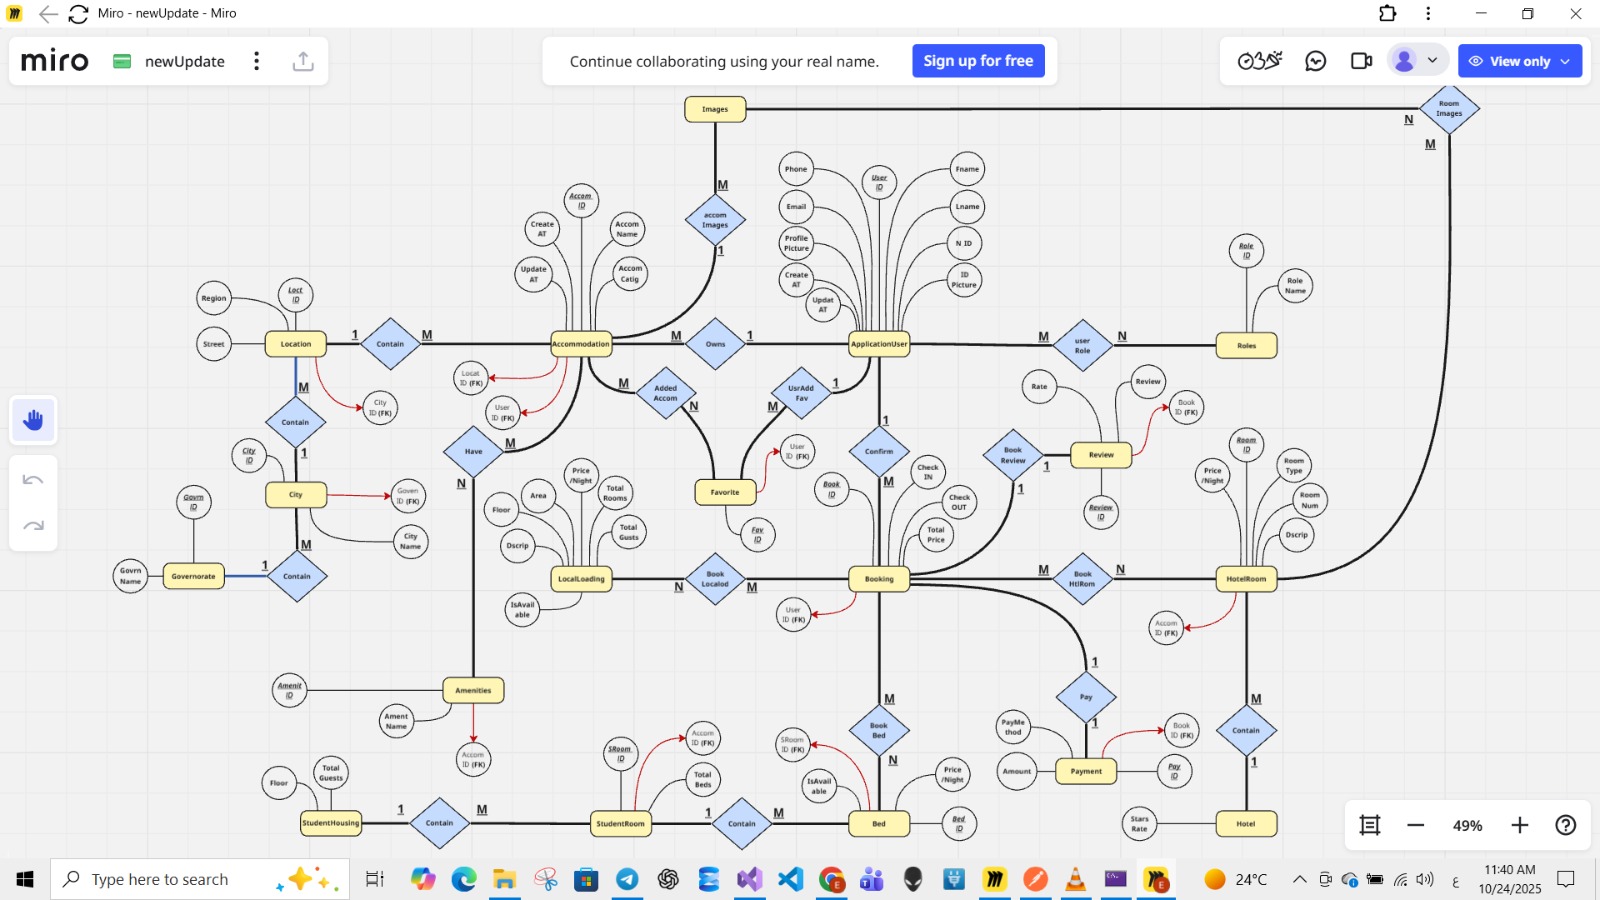 Miro - newUpdate - Miro
miro
newUpdate
Continue collaborating using your real name.
Sign up for free
View only
Images
Room
Images
N
M
M
accom
Images
1
Phone
User
ID
Fname
Email
Lname
Profile
Picture
N ID
Create
AT
ID
Picture
Updat
AT
Accom
ID
Create
AT
Accom
Name
Update
AT
Accom
Catig
Role
ID
Role
Name
Region
Loct
ID
Street
Location
1
Contain
M
Accommodation
M
Owns
1
ApplicationUser
M
user
Role
N
Roles
Locat
ID (FK)
User
ID (FK)
City
ID (FK)
M
Contain
1
M
Added
Accom
N
UsrAdd
Fav
1
M
Rate
Review
Book
ID (FK)
1
Confirm
M
Book
Review
1
1
Review
Review
ID
Have
M
N
City
ID
City
Goven
ID (FK)
City
Name
Govrn
ID
M
Contain
1
Governorate
Govrn
Name
User
ID (FK)
Favorite
Fav
ID
Price
/Night
Area
Total
Rooms
Floor
Total
Gusts
Dscrip
LocalLoading
IsAvail
able
N
Book
Localod
M
Book
ID
Check
IN
Check
OUT
Total
Price
Booking
User
ID (FK)
M
Book
HtlRom
N
Room
ID
Price
/Night
Room
Type
Room
Num
Dscrip
HotelRoom
Accom
ID (FK)
Amenit
ID
Amenities
Ament
Name
Accom
ID (FK)
1
Pay
1
PayMe
thod
Book
ID (FK)
Amount
Payment
Pay
ID
M
Contain
1
Stars
Rate
Hotel
M
Book
Bed
N
SRoom
ID (FK)
IsAvail
able
Price
/Night
Bed
Bed
ID
SRoom
ID
Accom
ID (FK)
Total
Beds
StudentRoom
1
Contain
M
Floor
Total
Guests
StudentHousing
1
Contain
M
49%
Type here to search
24°C
ع
11:40 AM
10/24/2025